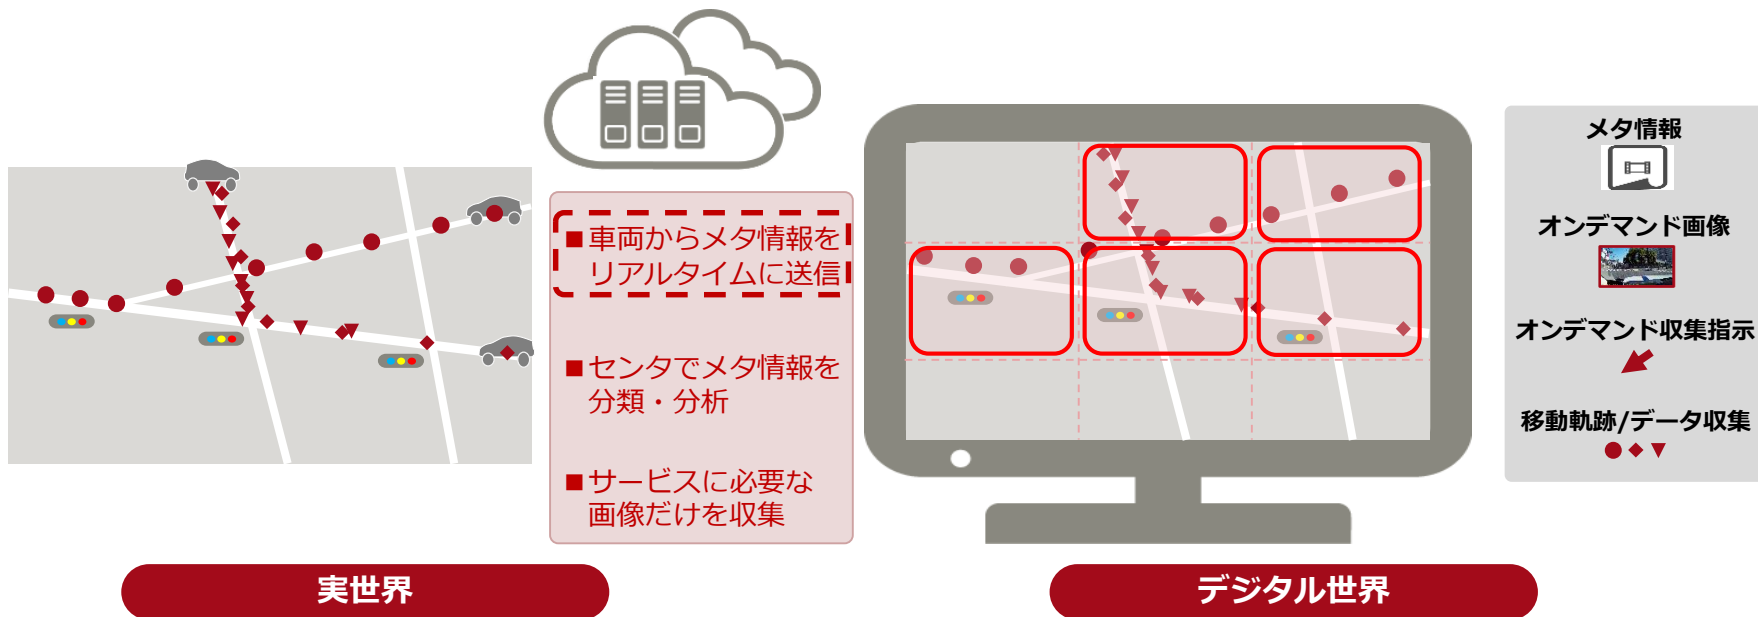 ■車両からメタ情報を
リアルタイムに送信
■センタでメタ情報を
分類・分析
■サービスに必要な
画像だけを収集
メタ情報
オンデマンド画像
オンデマンド収集指示
移動軌跡/データ収集
実世界
デジタル世界